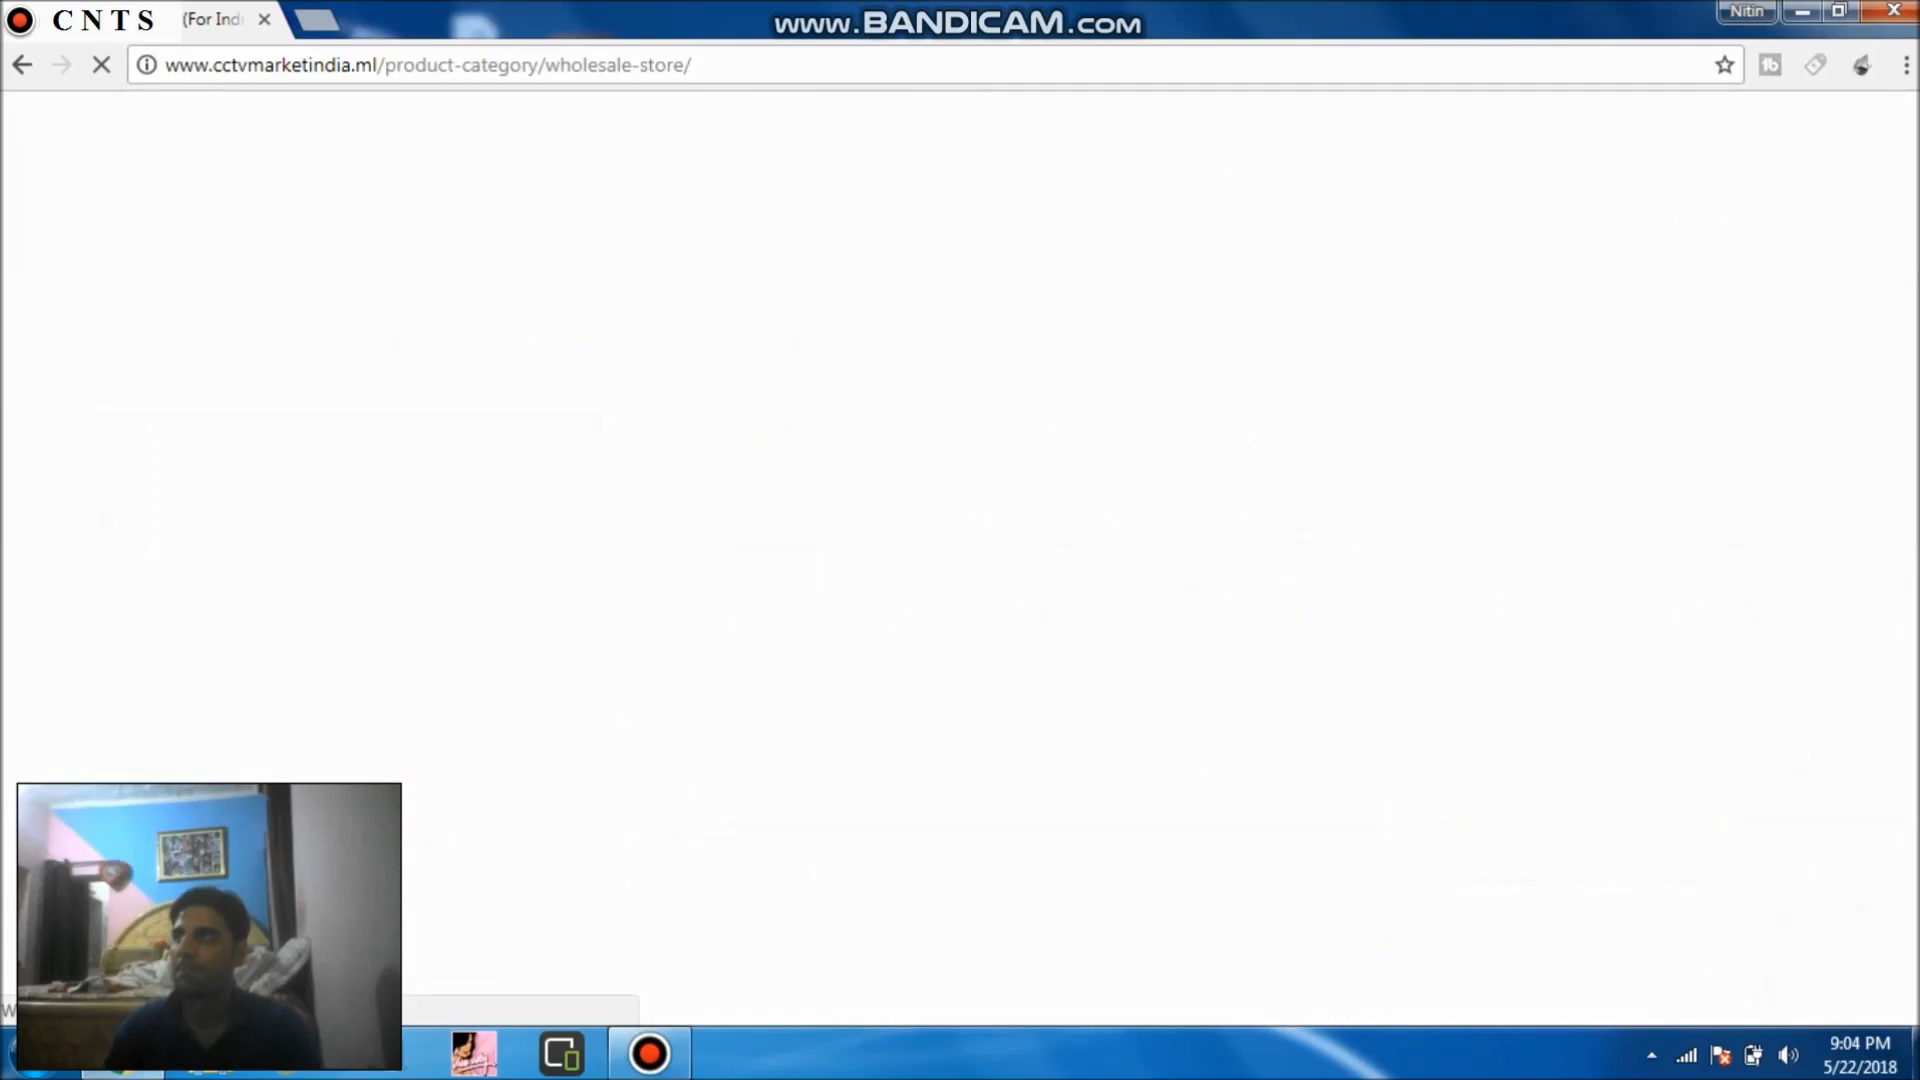 CNTS
(For Ind
www.BANDICAM.com
Nitin
www.cctvmarketindia.ml/product-category/wholesale-store/
W
9:04 PM
5/22/2018